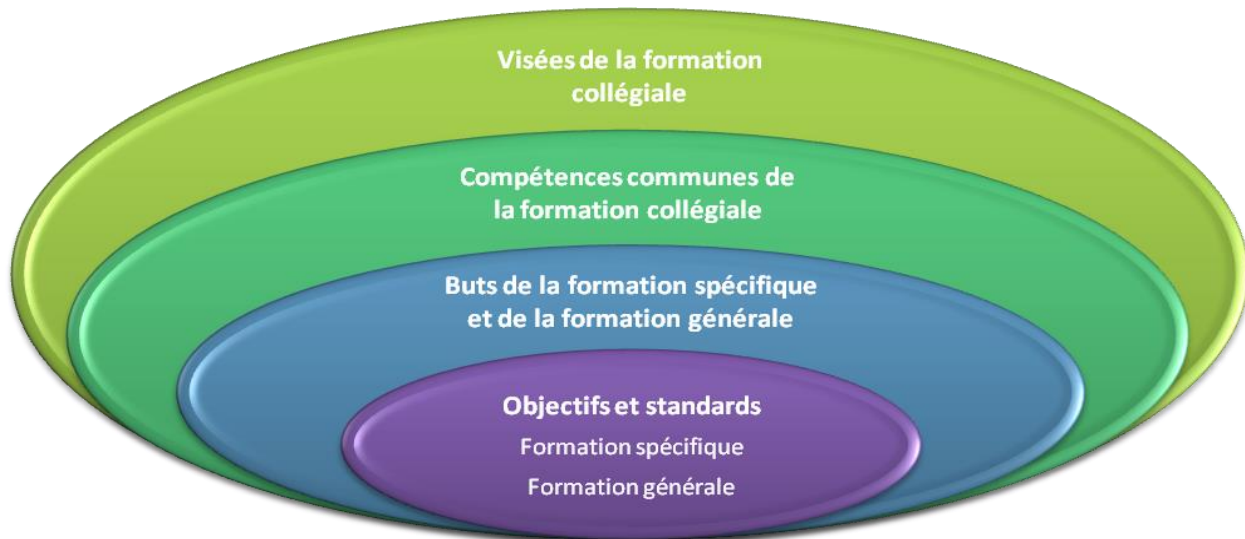 Visées de la formation
collégiale
Compétences communes de
la formation collégiale
Buts de la formation spécifique
et de la formation générale
Objectifs et standards
Formation spécifique
Formation générale